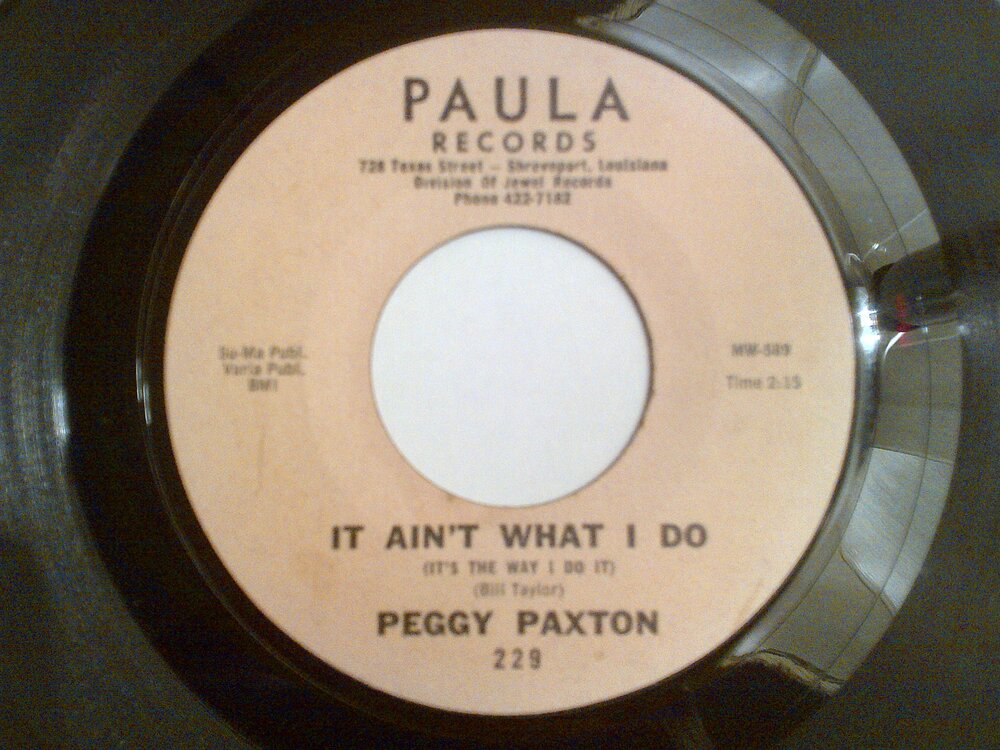 PAULA
RECORDS
728 Texas Street — Shreveport, Louisiana
Division Of Jewel Records
Phone 422-7182
Su-Ma Publ.
Varia Publ.
BMI
MW-589
Time 2:15
IT AIN'T WHAT I DO
(IT'S THE WAY I DO IT)
(Bill Taylor)
PEGGY PAXTON
229